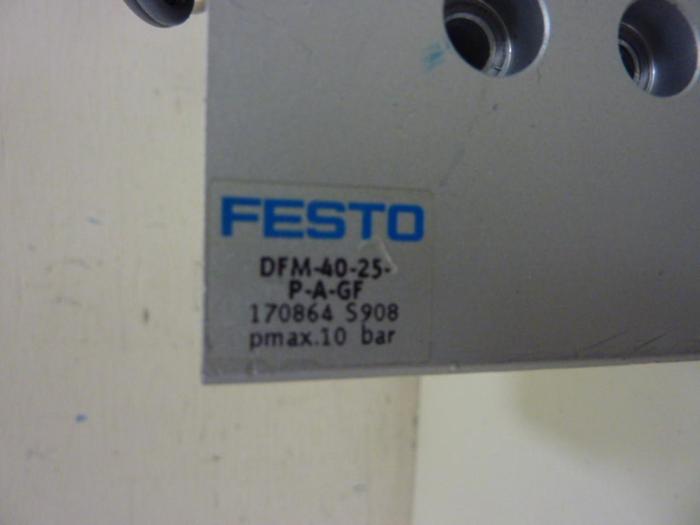 FESTO
DFM-40-25-
P-A-GF
170864 S908
pmax.10 bar